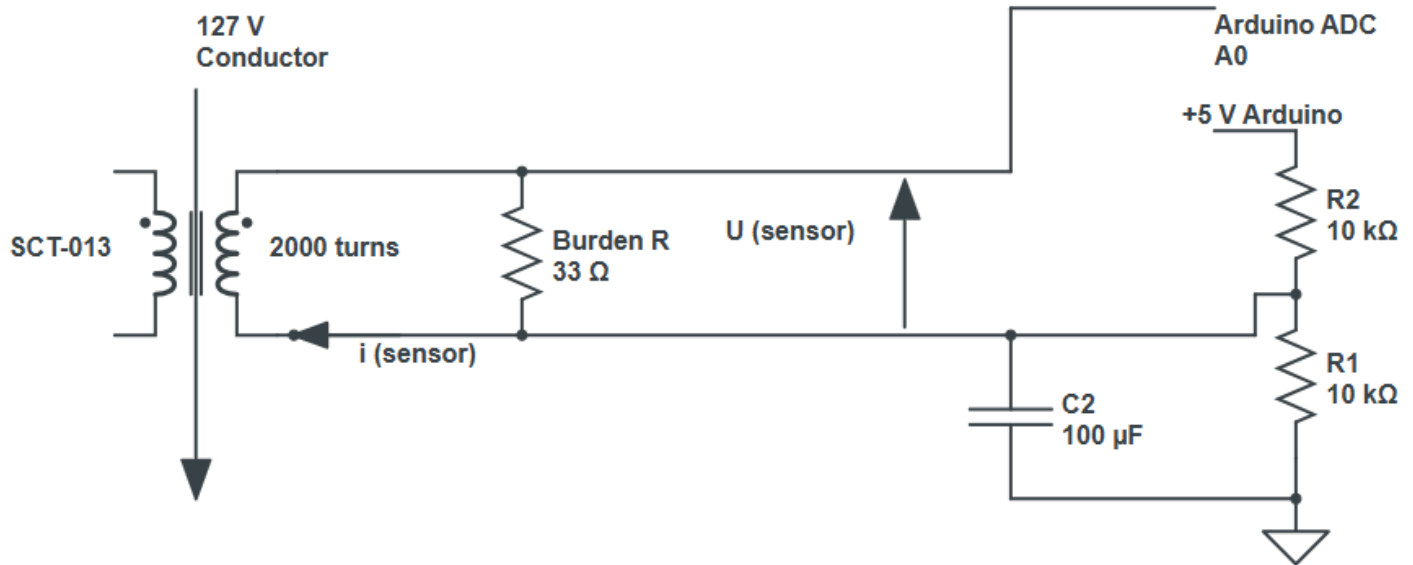 127 V
Conductor
Arduino ADC
A0
+5 V Arduino
R2
10 kΩ
SCT-013
2000 turns
Burden R
33 Ω
U (sensor)
i (sensor)
R1
10 kΩ
C2
100 µF